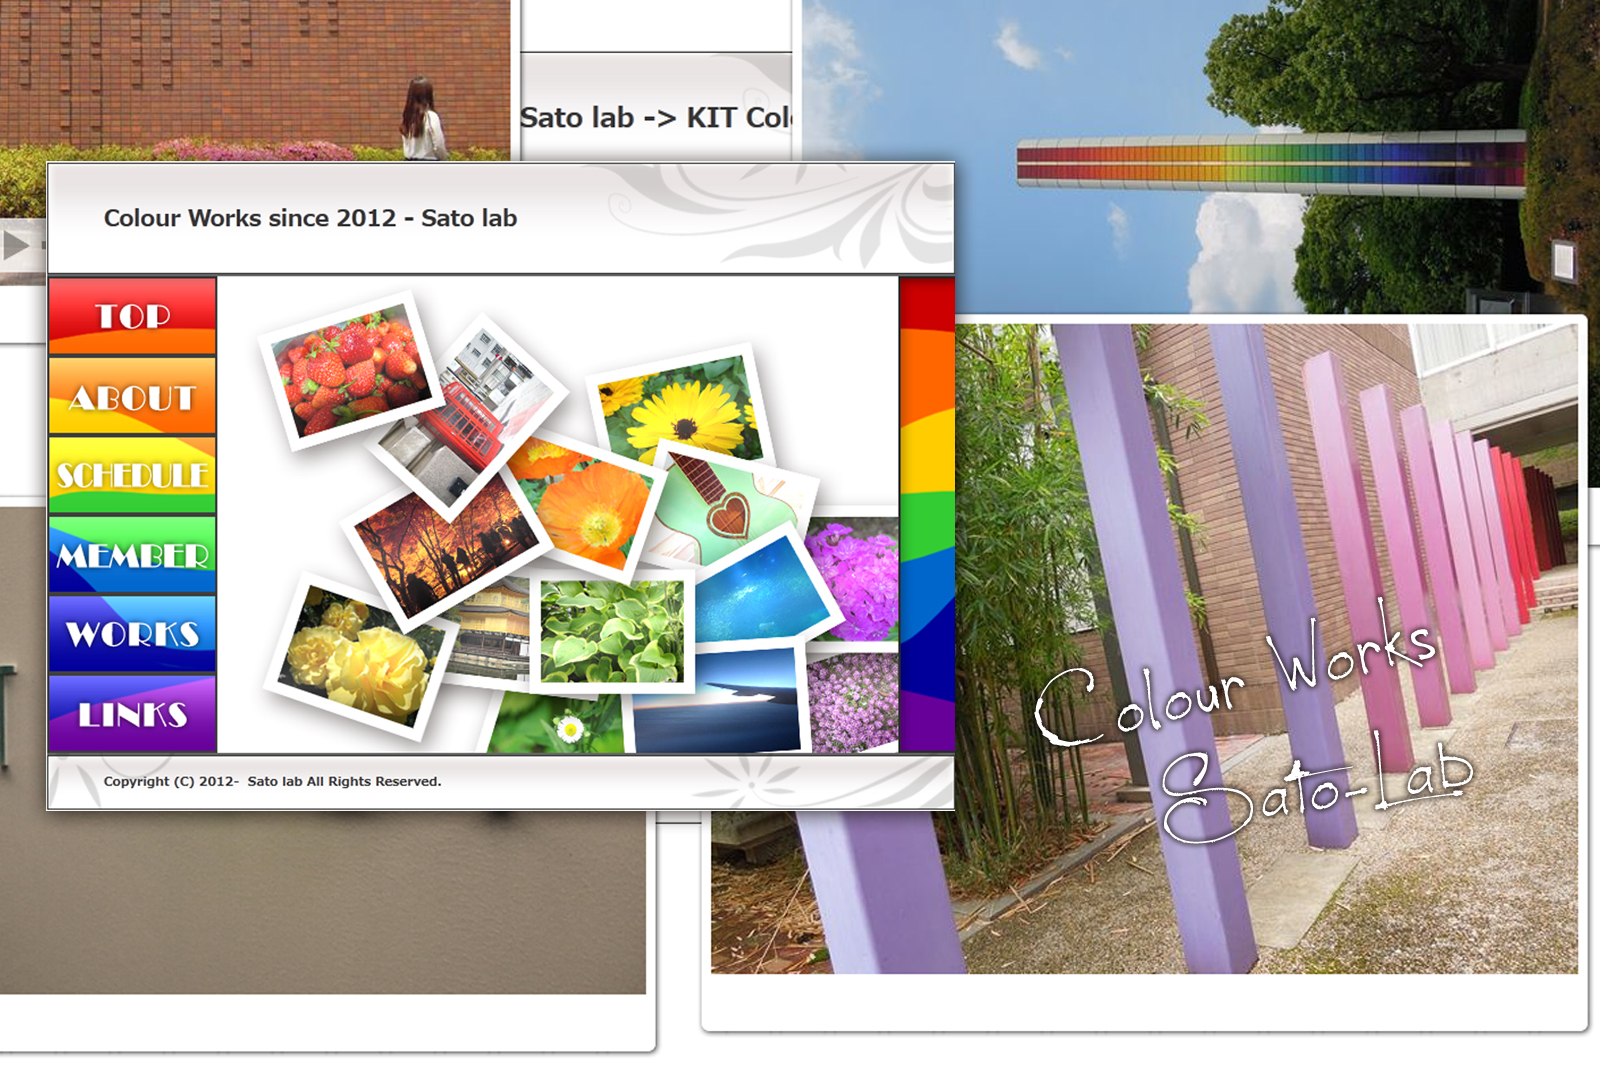 Sato lab -> KIT Col
Colour Works since 2012 - Sato lab
TOP
ABOUT
SCHEDULE
MEMBER
WORKS
LINKS
Colour Works
Sato-Lab
Copyright (C) 2012-  Sato lab All Rights Reserved.